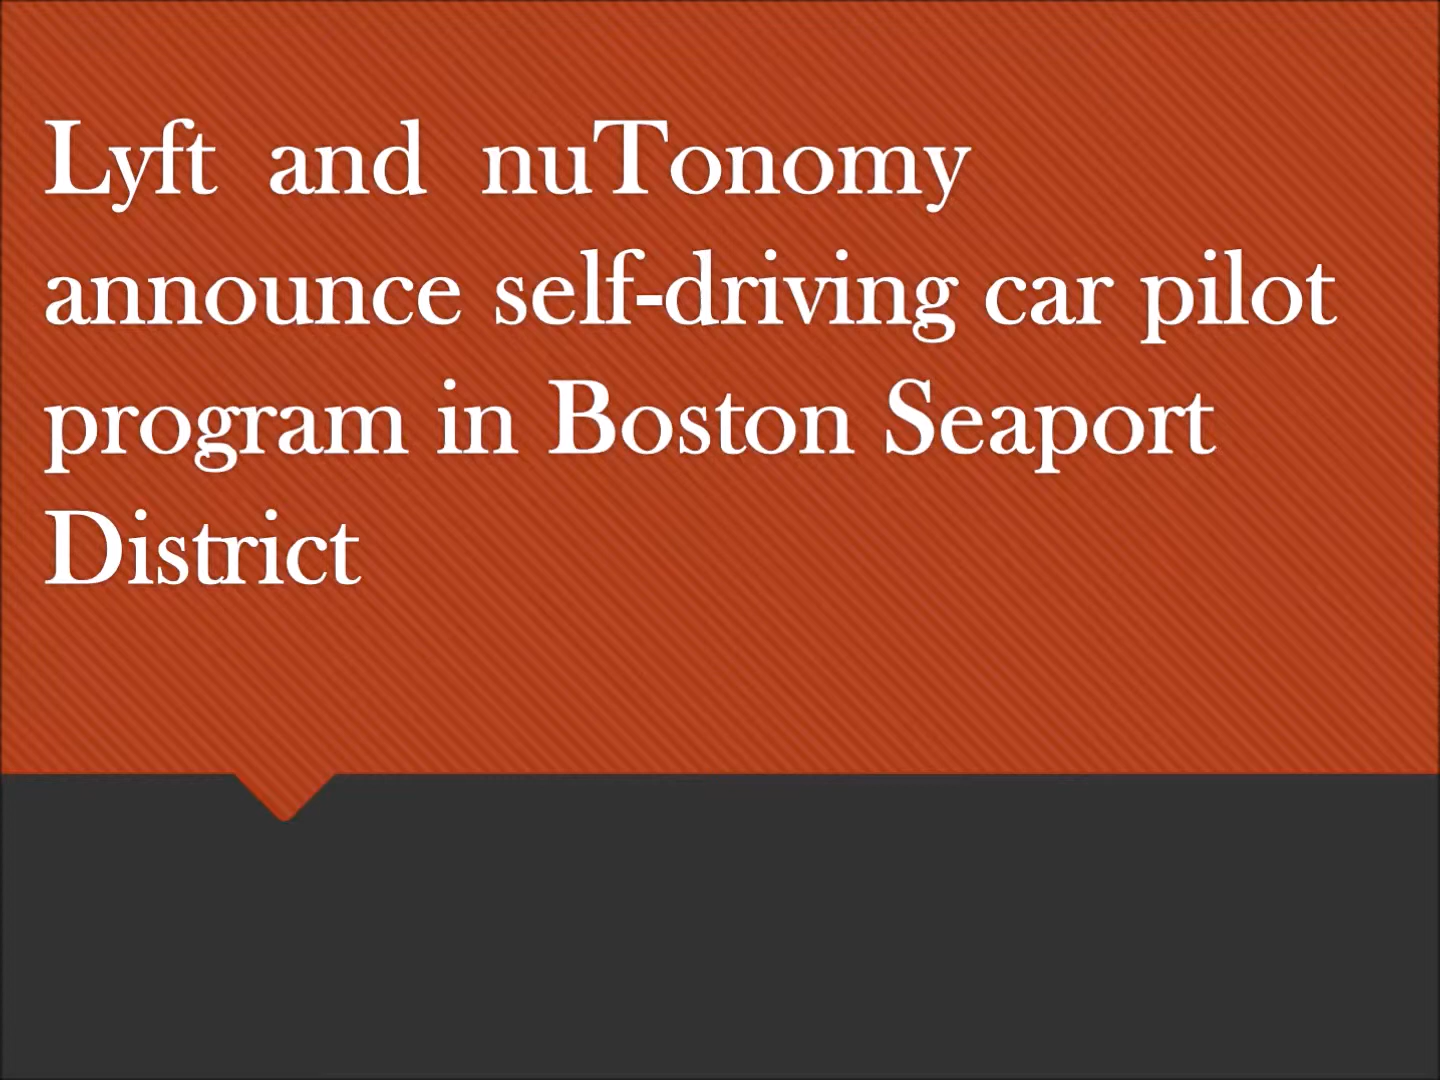 Lyft and nuTonomy
announce self-driving car pilot
program in Boston Seaport
District